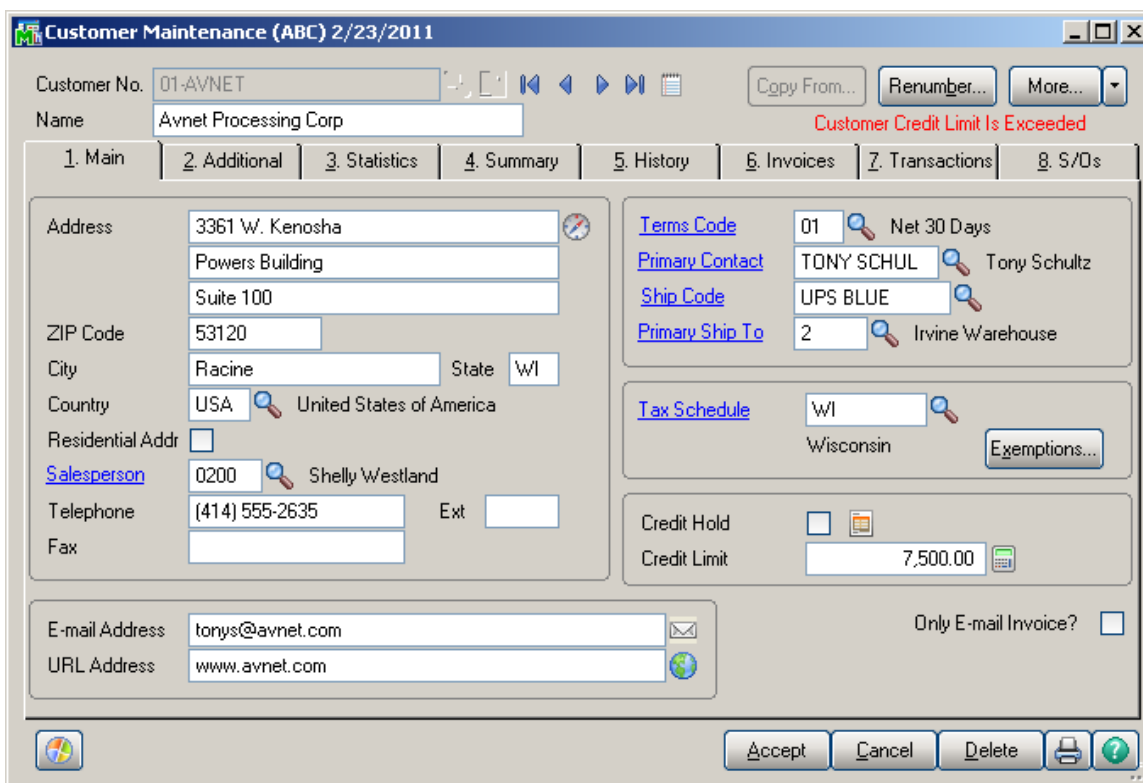 Customer Maintenance (ABC) 2/23/2011
Customer No. 01-AVNET Copy From... Renumber... More...
Name Avnet Processing Corp Customer Credit Limit Is Exceeded
1. Main 2. Additional 3. Statistics 4. Summary 5. History 6. Invoices 7. Transactions 8. S/Os
Address 3361 W. Kenosha
Powers Building
Suite 100
ZIP Code 53120
City Racine State WI
Country USA United States of America
Residential Addr
Salesperson 0200 Shelly Westland
Telephone (414) 555-2635 Ext
Fax
Terms Code 01 Net 30 Days
Primary Contact TONY SCHUL Tony Schultz
Ship Code UPS BLUE
Primary Ship To 2 Irvine Warehouse
Tax Schedule WI
Wisconsin Exemptions...
Credit Hold
Credit Limit 7,500.00
E-mail Address tonys@avnet.com
URL Address www.avnet.com
Only E-mail Invoice?
Accept Cancel Delete